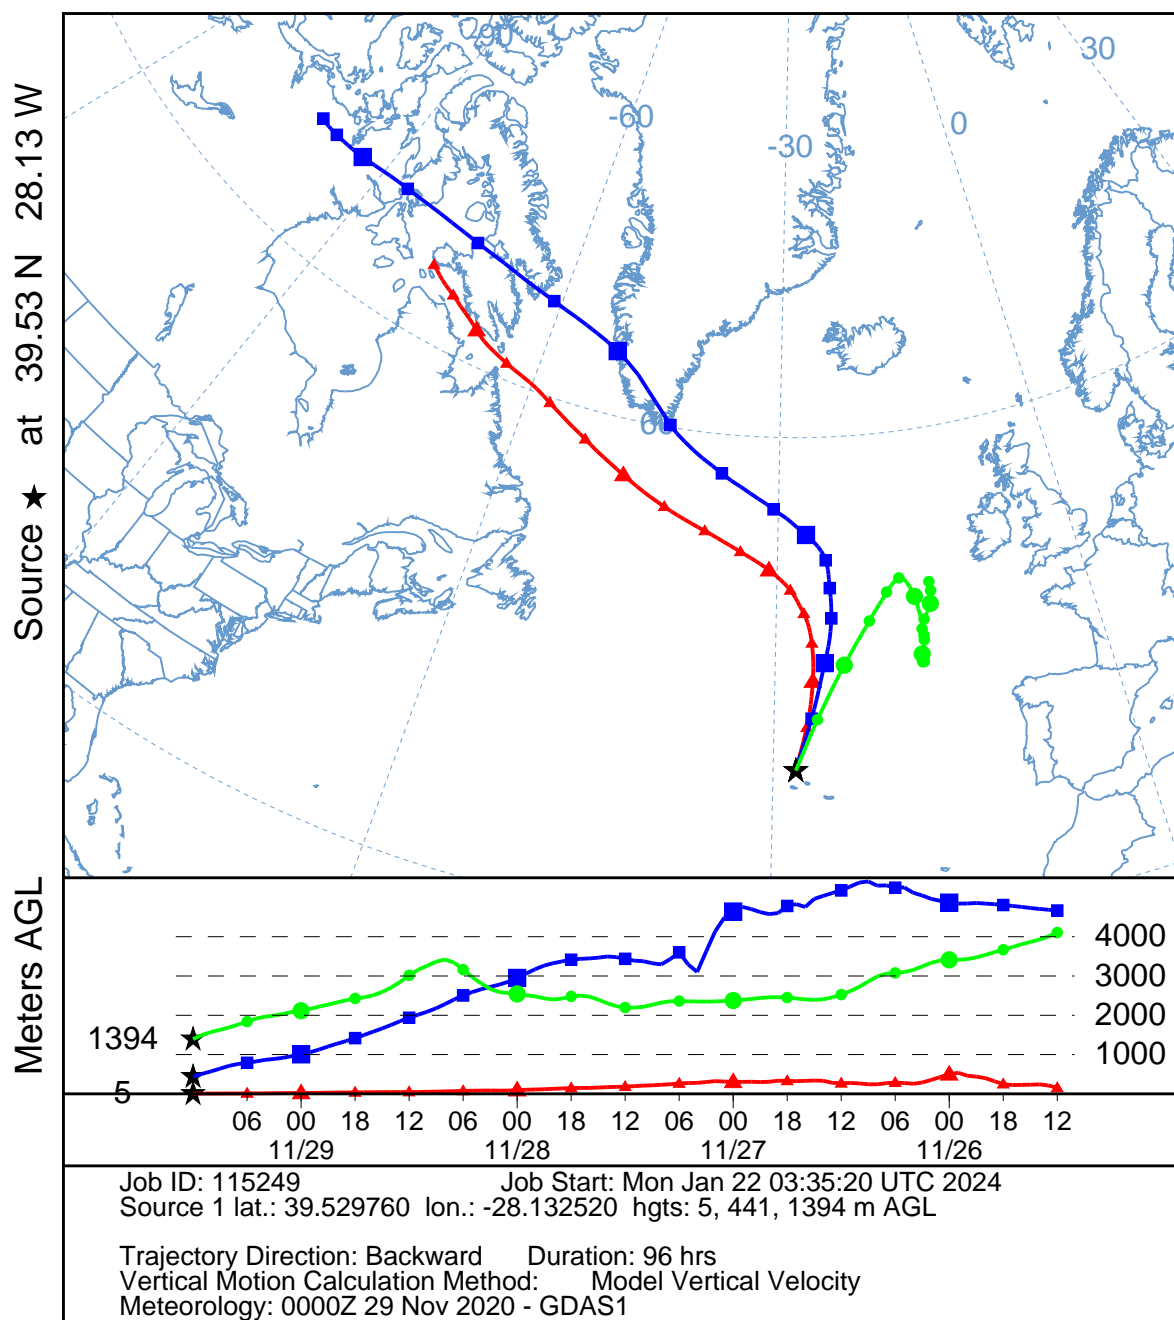 Source ★ at 39.53 N 28.13 W
-90
-60
-30
0
30
60
Meters AGL
4000
3000
2000
1000
1394
5
06 00 18 12 06 00 18 12 06 00 18 12 06 00 18 12
11/29 11/28 11/27 11/26
Job ID: 115249 Job Start: Mon Jan 22 03:35:20 UTC 2024
Source 1 lat.: 39.529760 lon.: -28.132520 hgts: 5, 441, 1394 m AGL
Trajectory Direction: Backward Duration: 96 hrs
Vertical Motion Calculation Method: Model Vertical Velocity
Meteorology: 0000Z 29 Nov 2020 - GDAS1